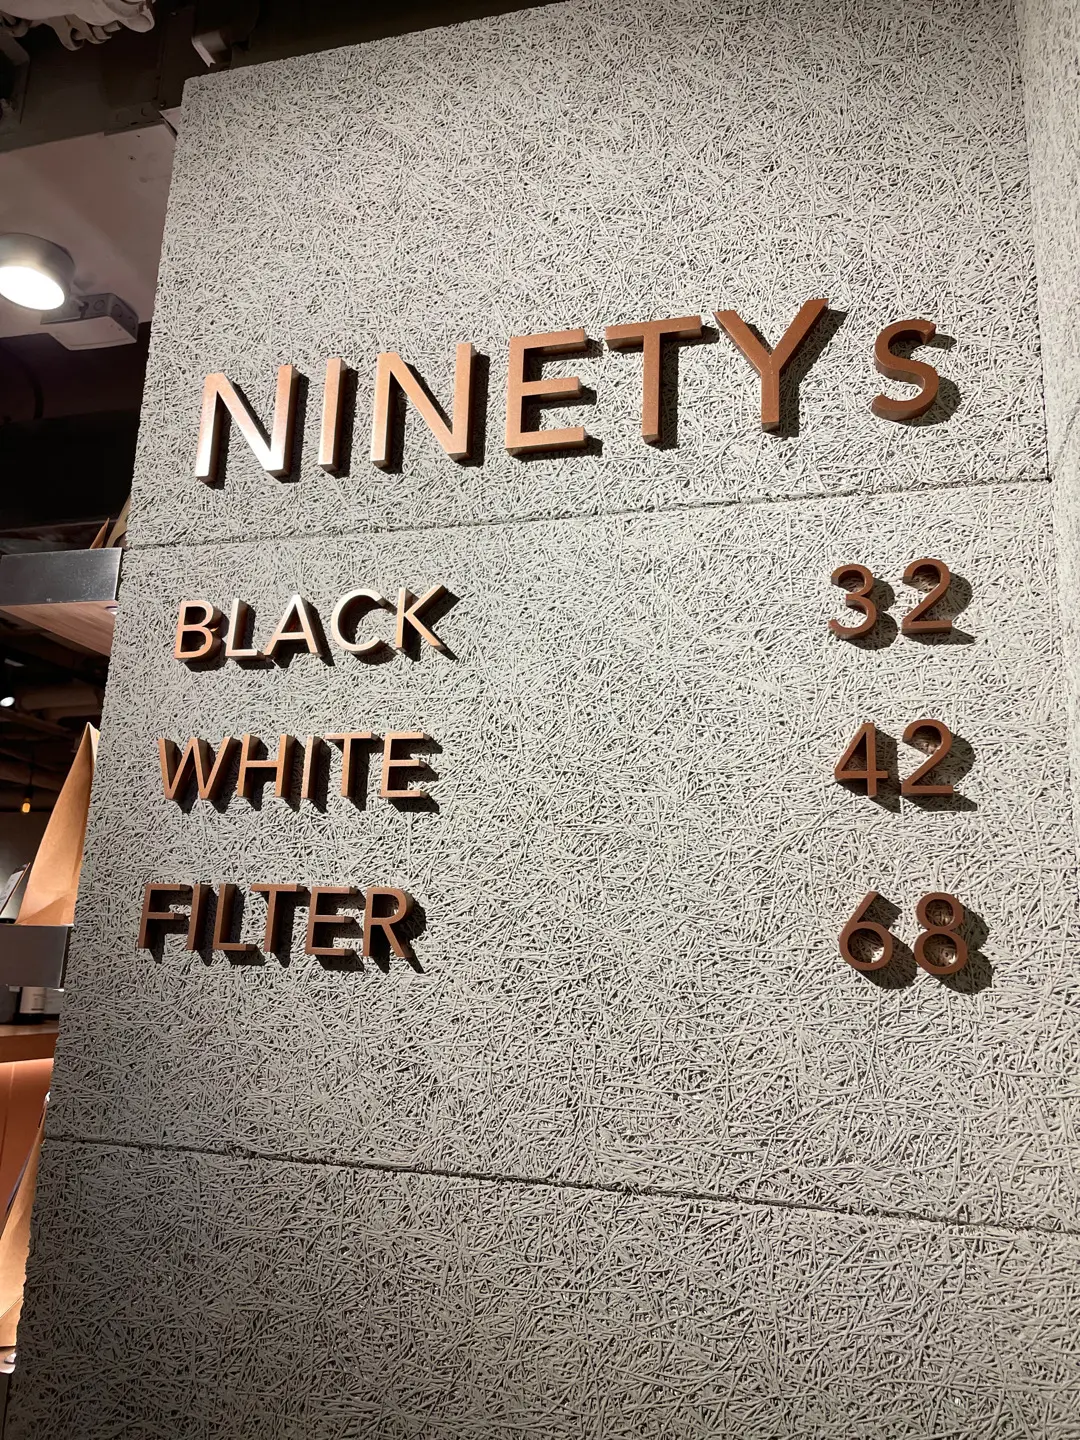 NINETYS
BLACK 32
WHITE 42
FILTER 68